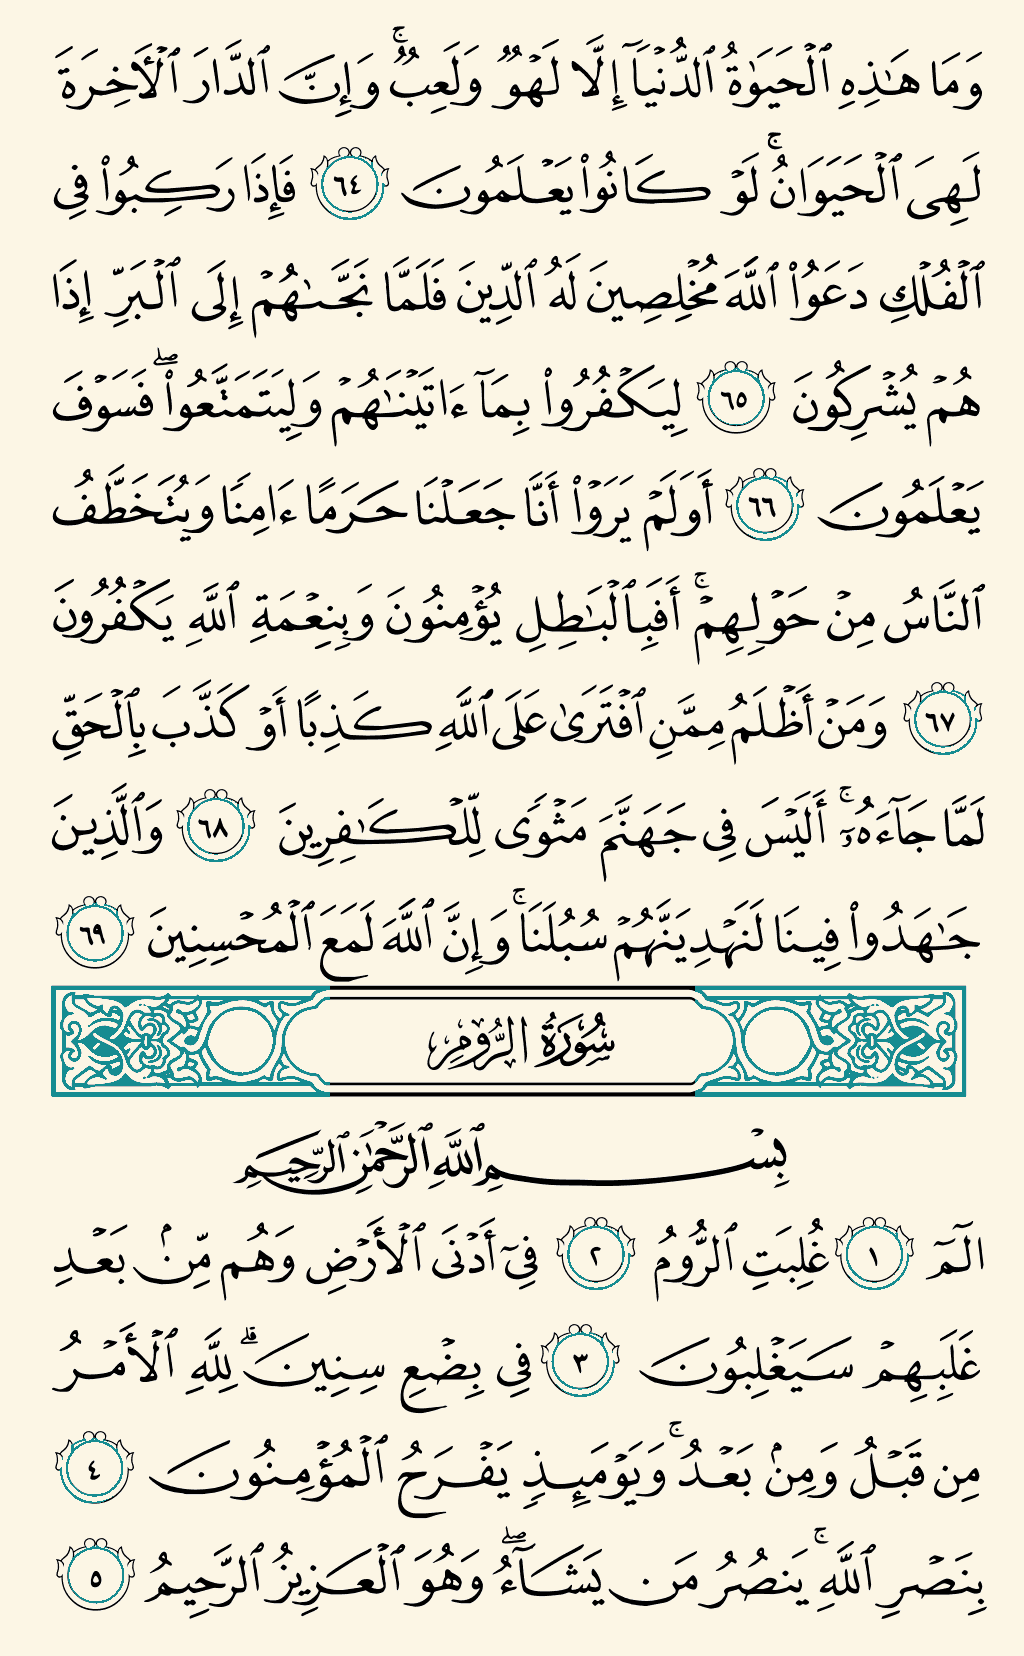 وَمَا هَـٰذِهِ ٱلْحَيَوٰةُ ٱلدُّنْيَآ إِلَّا لَهْوٌ وَلَعِبٌ ۚ وَإِنَّ ٱلدَّارَ ٱلْـَٔاخِرَةَ
لَهِىَ ٱلْحَيَوَانُ ۚ لَوْ كَانُوا۟ يَعْلَمُونَ ٦٤ فَإِذَا رَكِبُوا۟ فِى
ٱلْفُلْكِ دَعَوُا۟ ٱللَّهَ مُخْلِصِينَ لَهُ ٱلدِّينَ فَلَمَّا نَجَّىٰهُمْ إِلَى ٱلْبَرِّ إِذَا
هُمْ يُشْرِكُونَ ٦٥ لِيَكْفُرُوا۟ بِمَآ ءَاتَيْنَـٰهُمْ وَلِيَتَمَتَّعُوا۟ ۖ فَسَوْفَ
يَعْلَمُونَ ٦٦ أَوَلَمْ يَرَوْا۟ أَنَّا جَعَلْنَا حَرَمًا ءَامِنًا وَيُتَخَطَّفُ
ٱلنَّاسُ مِنْ حَوْلِهِمْ ۚ أَفَبِٱلْبَـٰطِلِ يُؤْمِنُونَ وَبِنِعْمَةِ ٱللَّهِ يَكْفُرُونَ
٦٧ وَمَنْ أَظْلَمُ مِمَّنِ ٱفْتَرَىٰ عَلَى ٱللَّهِ كَذِبًا أَوْ كَذَّبَ بِٱلْحَقِّ
لَمَّا جَآءَهُۥٓ ۚ أَلَيْسَ فِى جَهَنَّمَ مَثْوًى لِّلْكَـٰفِرِينَ ٦٨ وَٱلَّذِينَ
جَـٰهَدُوا۟ فِينَا لَنَهْدِيَنَّهُمْ سُبُلَنَا ۚ وَإِنَّ ٱللَّهَ لَمَعَ ٱلْمُحْسِنِينَ ٦٩
سُورَةُ الرُّومِ
بِسْمِ ٱللَّهِ ٱلرَّحْمَـٰنِ ٱلرَّحِيمِ
الٓمٓ ١ غُلِبَتِ ٱلرُّومُ ٢ فِىٓ أَدْنَى ٱلْأَرْضِ وَهُم مِّنۢ بَعْدِ
غَلَبِهِمْ سَيَغْلِبُونَ ٣ فِى بِضْعِ سِنِينَ ۗ لِلَّهِ ٱلْأَمْرُ
مِن قَبْلُ وَمِنۢ بَعْدُ ۚ وَيَوْمَئِذٍ يَفْرَحُ ٱلْمُؤْمِنُونَ ٤
بِنَصْرِ ٱللَّهِ ۚ يَنصُرُ مَن يَشَآءُ ۖ وَهُوَ ٱلْعَزِيزُ ٱلرَّحِيمُ ٥